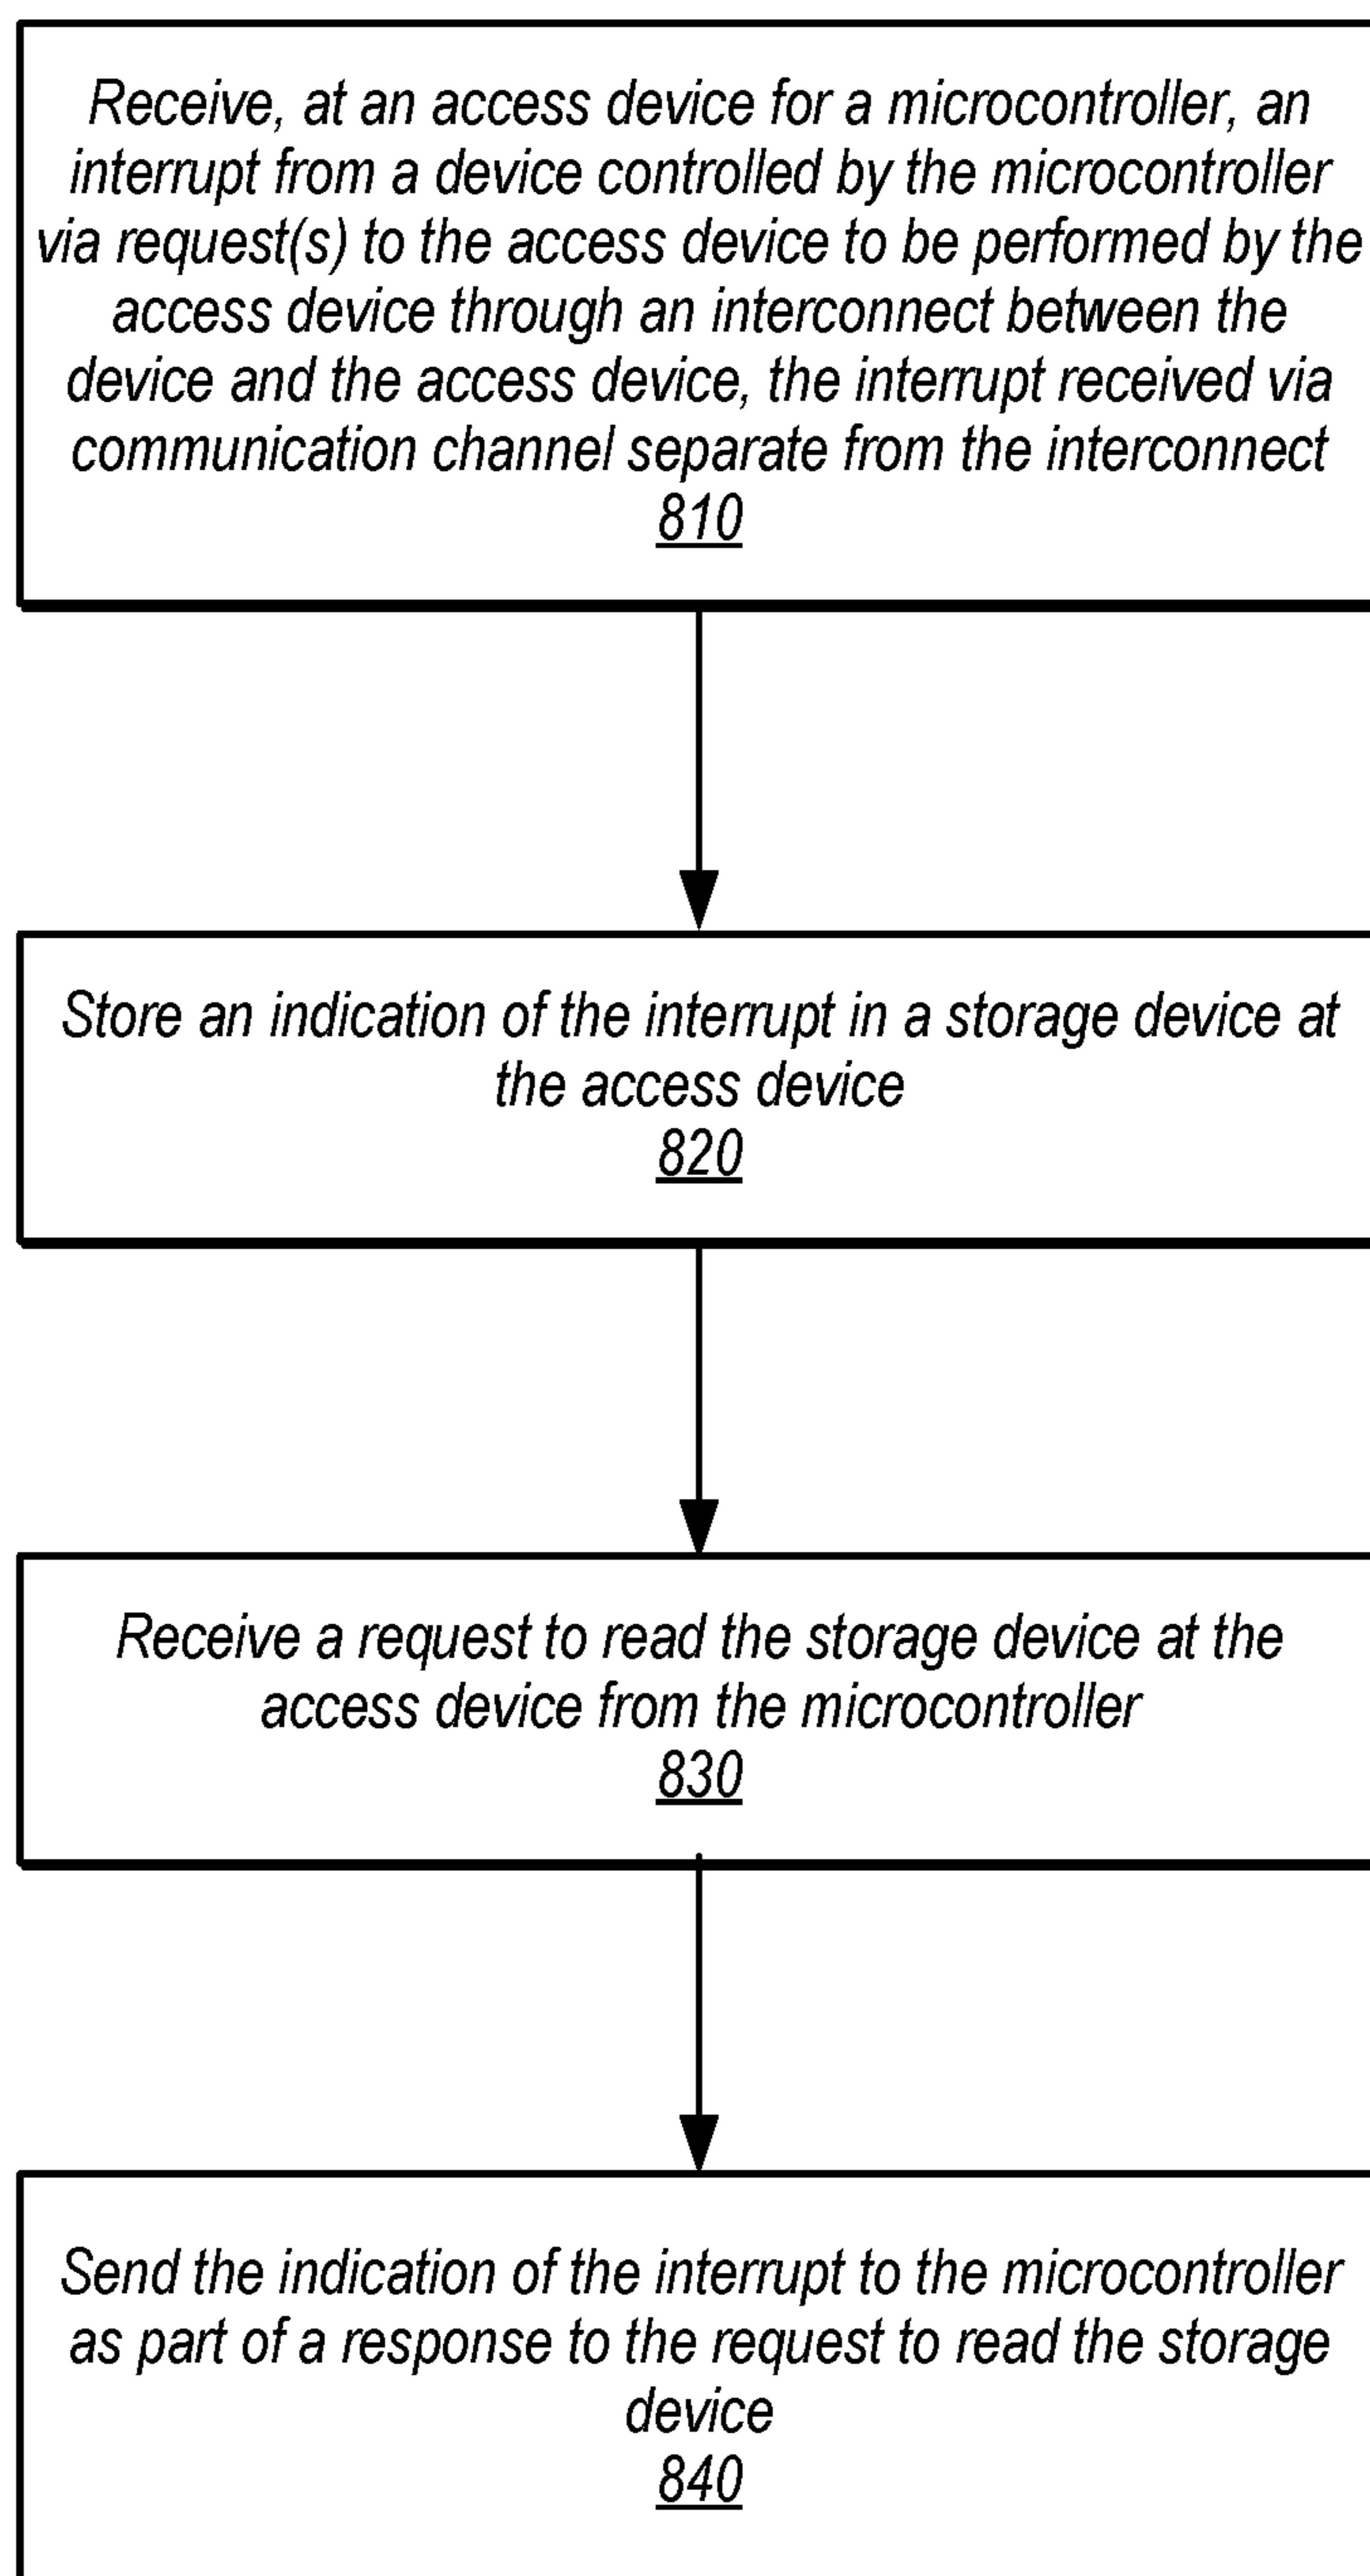 Receive, at an access device for a microcontroller, an
interrupt from a device controlled by the microcontroller
via request(s) to the access device to be performed by the
access device through an interconnect between the
device and the access device, the interrupt received via
communication channel separate from the interconnect
810
Store an indication of the interrupt in a storage device at
the access device
820
Receive a request to read the storage device at the
access device from the microcontroller
830
Send the indication of the interrupt to the microcontroller
as part of a response to the request to read the storage
device
840